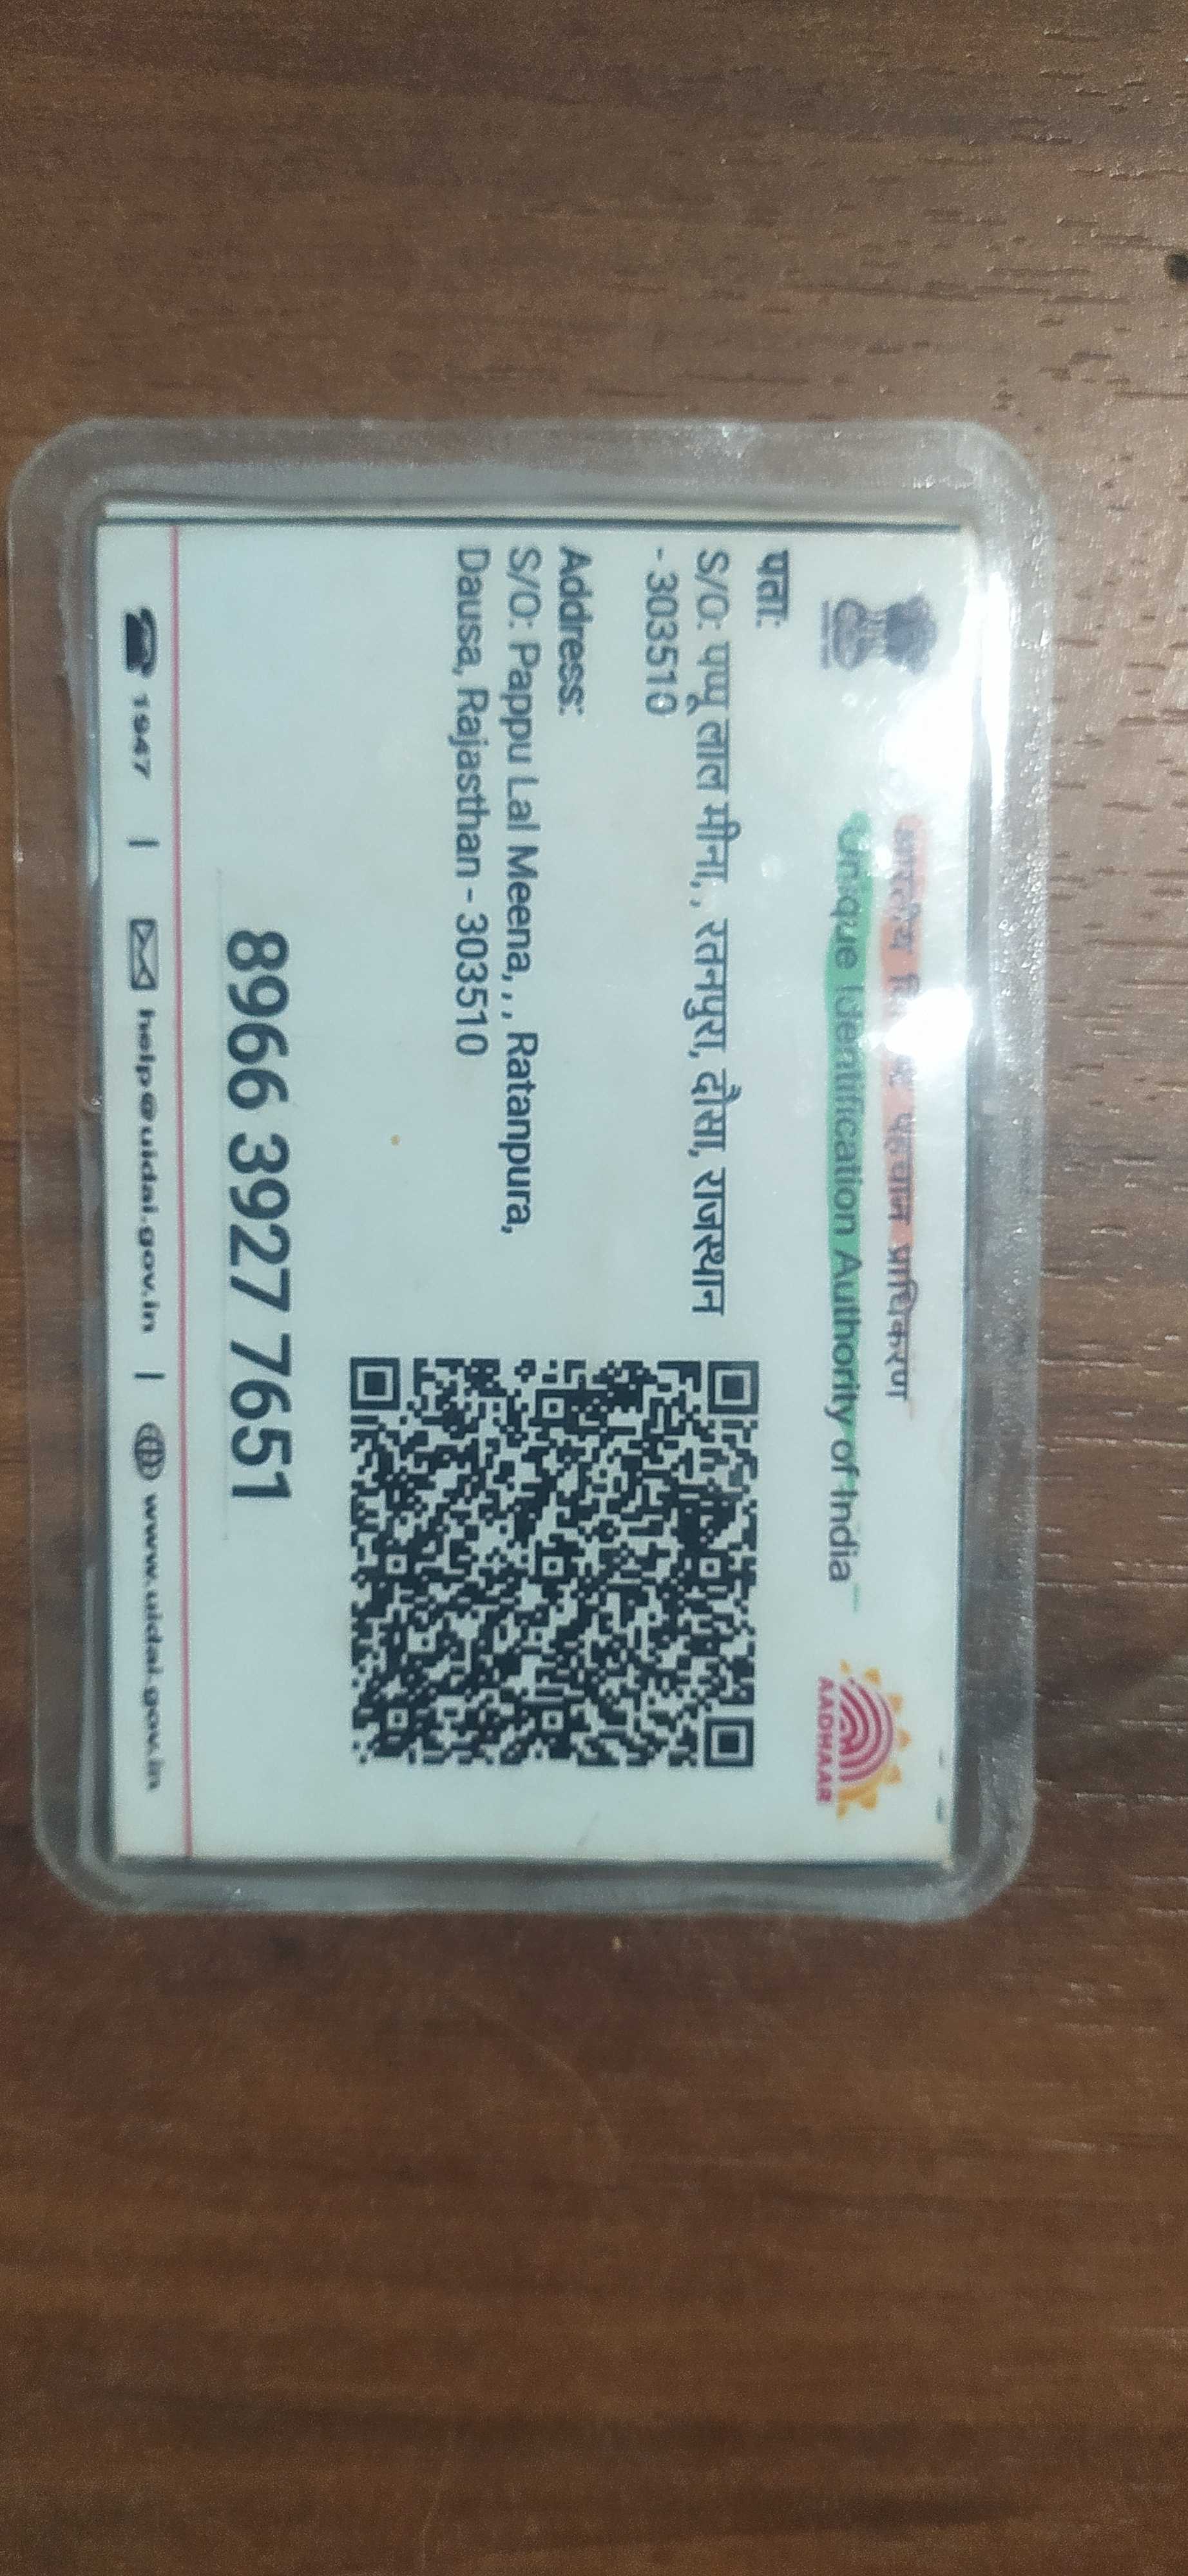 भारतीय विशिष्ट पहचान प्राधिकरण
Unique Identification Authority of India
AADHAAR
पता:
S/O: पप्पू लाल मीना, , रतनपुरा, दौसा, राजस्थान
- 303510
Address:
S/O: Pappu Lal Meena, , , Ratanpura,
Dausa, Rajasthan - 303510
8966 3927 7651
1947 | help@uidai.gov.in | www.uidai.gov.in